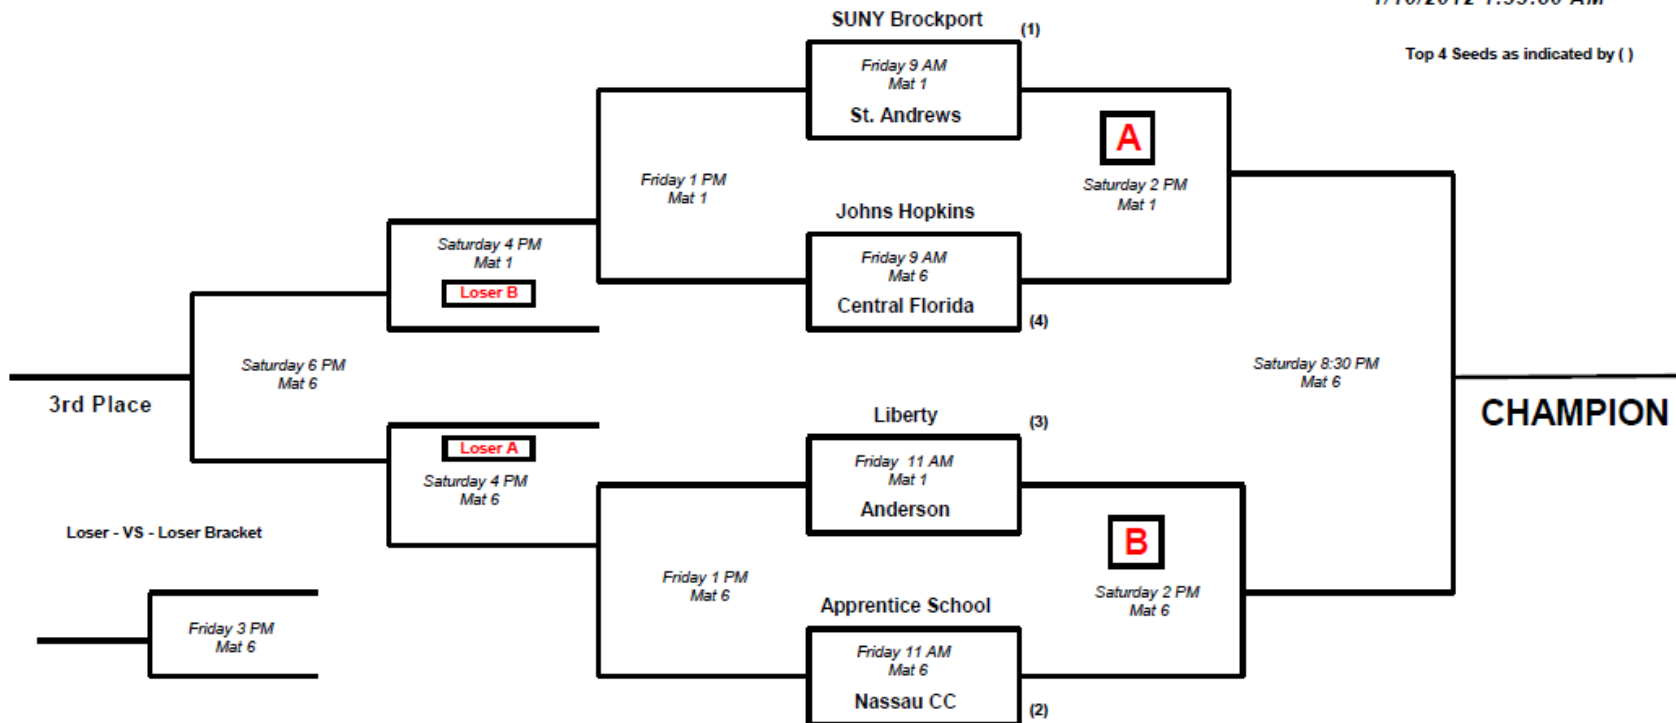 SUNY Brockport
(1)
Top 4 Seeds as indicated by ( )
Friday 9 AM
Mat 1
St. Andrews
A
Saturday 2 PM
Mat 1
Friday 1 PM
Mat 1
Johns Hopkins
Friday 9 AM
Mat 6
Central Florida
(4)
Saturday 4 PM
Mat 1
Loser B
Saturday 6 PM
Mat 6
3rd Place
Saturday 8:30 PM
Mat 6
CHAMPION
Liberty
(3)
Friday 11 AM
Mat 1
Anderson
Loser A
Saturday 4 PM
Mat 6
B
Saturday 2 PM
Mat 6
Loser - VS - Loser Bracket
Friday 3 PM
Mat 6
Friday 1 PM
Mat 6
Apprentice School
Friday 11 AM
Mat 6
Nassau CC
(2)